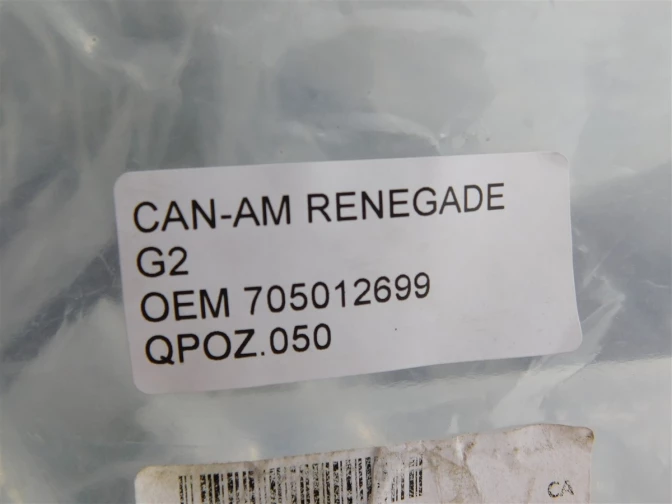 CAN-AM RENEGADE
G2
OEM 705012699
QPOZ.050
CA